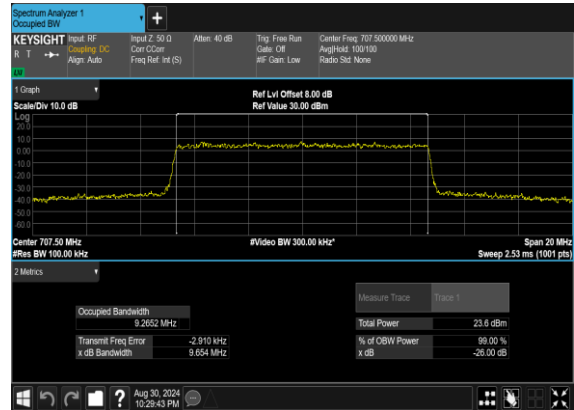 Spectrum Analyzer 1
Occupied BW
+
KEYSIGHT Input: RF Input Z: 50 Ω Atten: 40 dB Trig: Free Run Center Freq: 707.500000 MHz
R T Coupling: DC Corr CCorr Gate: Off Avg|Hold: 100/100
Align: Auto Freq Ref: Int (S) #IF Gain: Low Radio Std: None
LW
1 Graph
Ref Lvl Offset 8.00 dB
Scale/Div 10.0 dB Ref Value 30.00 dBm
Log
20.0
10.0
0.00
-10.0
-20.0
-30.0
-40.0
-50.0
-60.0
Center 707.50 MHz #Video BW 300.00 kHz* Span 20 MHz
#Res BW 100.00 kHz Sweep 2.53 ms (1001 pts)
2 Metrics
Measure Trace Trace 1
Occupied Bandwidth
9.2652 MHz Total Power 23.6 dBm
Transmit Freq Error -2.910 kHz % of OBW Power 99.00 %
x dB Bandwidth 9.654 MHz x dB -26.00 dB
? Aug 30, 2024
10:29:43 PM